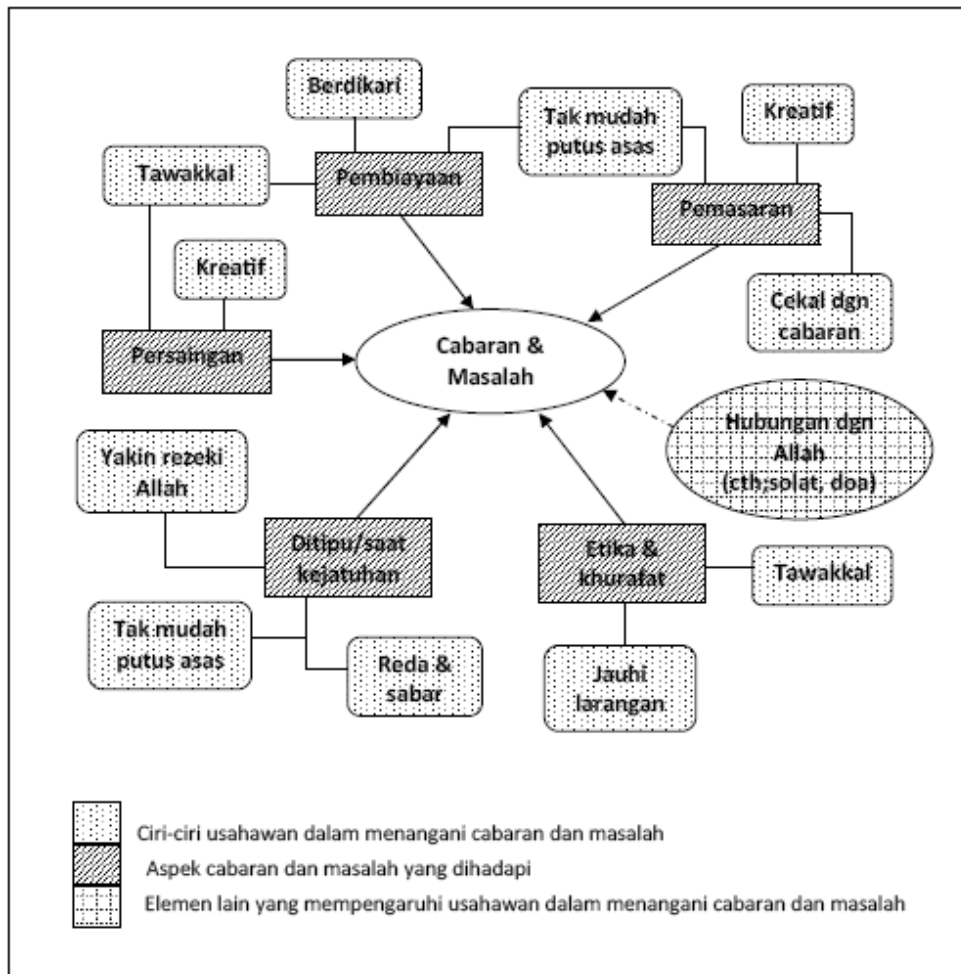 Berdikari
Tak mudah
putus asas
Kreatif
Tawakkal
Pembiayaan
Pemasaran
Kreatif
Cekal dgn
cabaran
Persaingan
Cabaran &
Masalah
Hubungan dgn
Allah
(cth;solat, doa)
Yakin rezeki
Allah
Ditipu/saat
kejatuhan
Etika &
khurafat
Tawakkal
Tak mudah
putus asas
Reda &
sabar
Jauhi
larangan
Ciri-ciri usahawan dalam menangani cabaran dan masalah
Aspek cabaran dan masalah yang dihadapi
Elemen lain yang mempengaruhi usahawan dalam menangani cabaran dan masalah